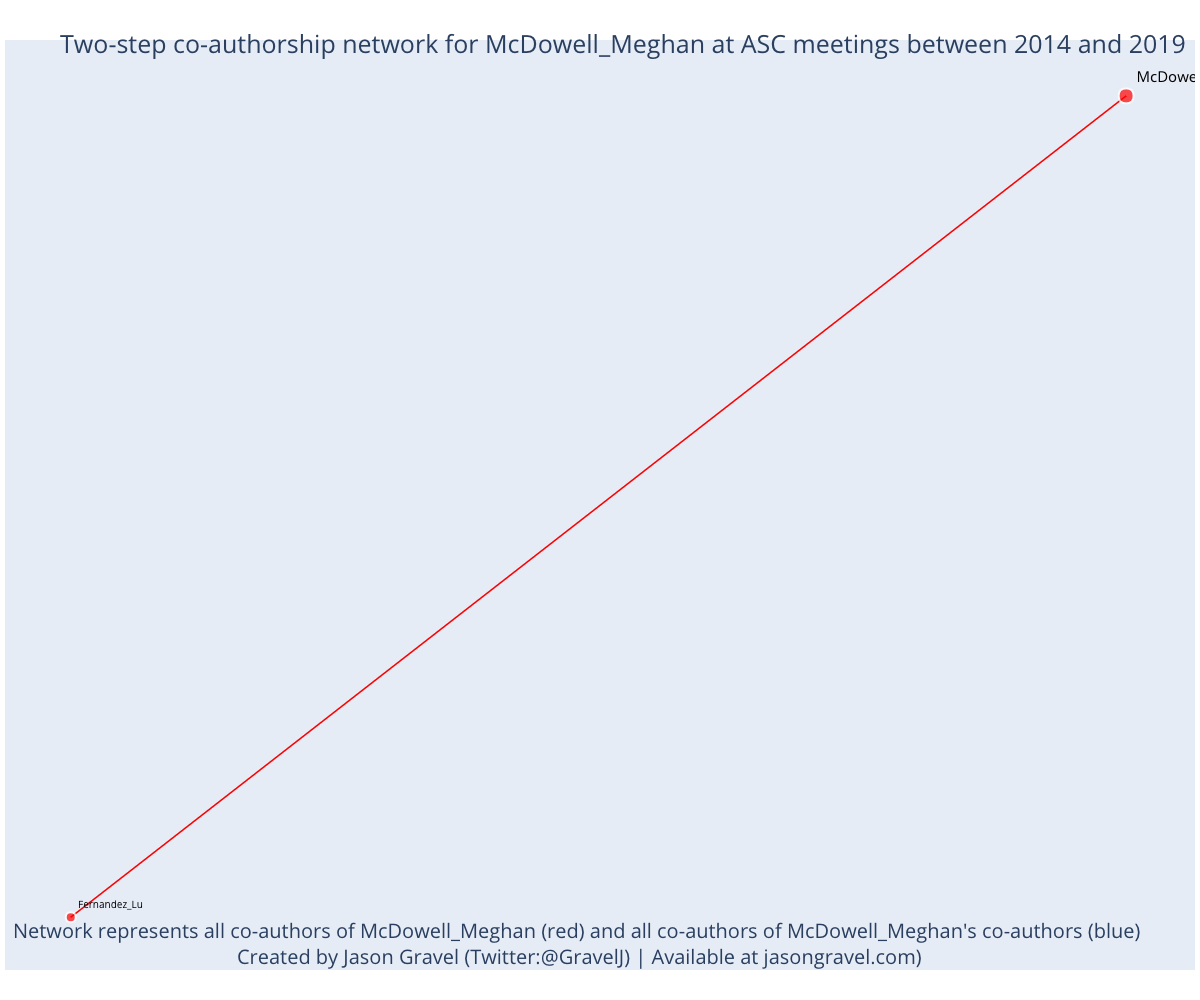 Two-step co-authorship network for McDowell_Meghan at ASC meetings between 2014 and 2019
McDowe
Fernandez_Lu
Network represents all co-authors of McDowell_Meghan (red) and all co-authors of McDowell_Meghan's co-authors (blue)
Created by Jason Gravel (Twitter:@GravelJ) | Available at jasongravel.com)